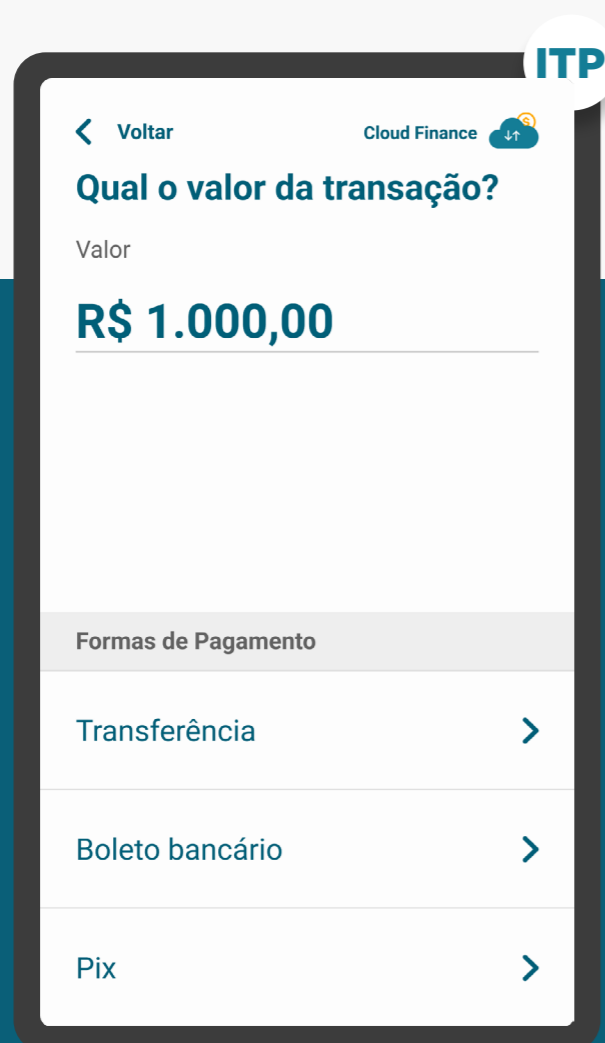 ITP
Voltar
Cloud Finance
$
Qual o valor da transação?
Valor
R$ 1.000,00
Formas de Pagamento
Transferência
Boleto bancário
Pix